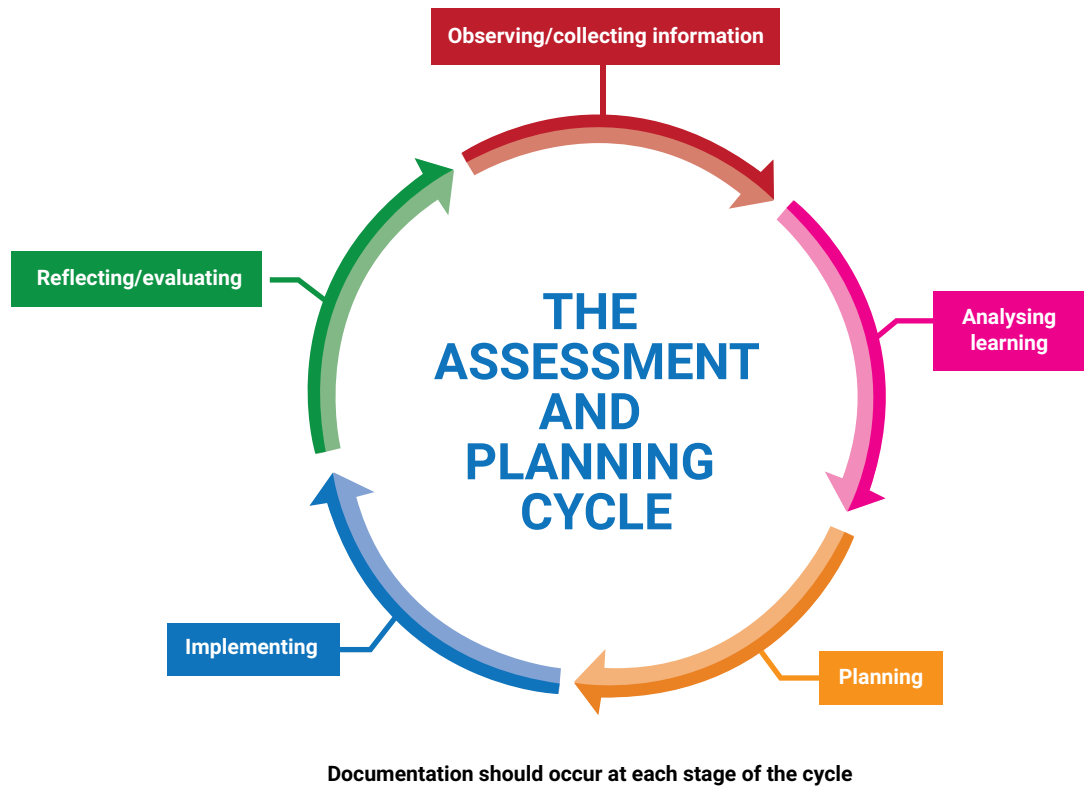 Observing/collecting information
Analysing
learning
Planning
Implementing
Reflecting/evaluating
THE
ASSESSMENT
AND
PLANNING
CYCLE
Documentation should occur at each stage of the cycle